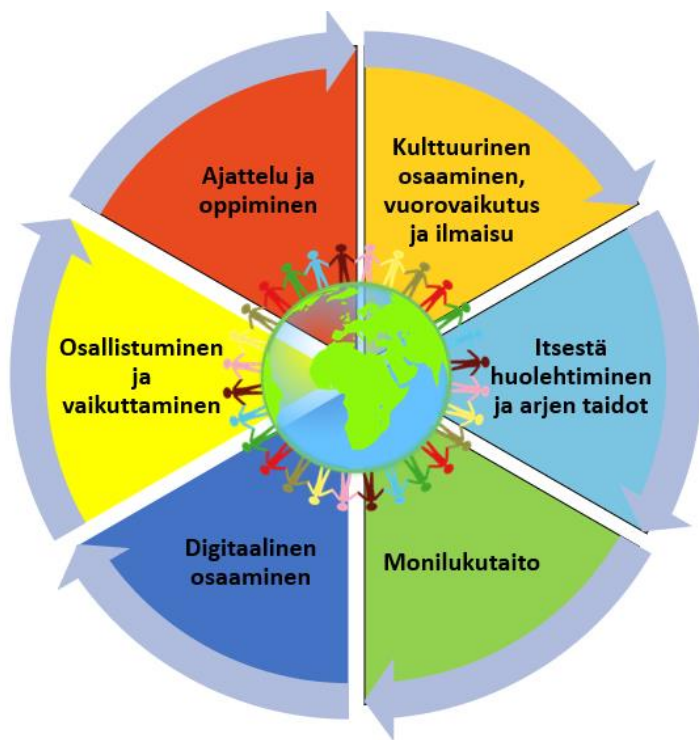 Ajattelu ja
oppiminen
Kulttuurinen
osaaminen,
vuorovaikutus
ja ilmaisu
Itsestä
huolehtiminen
ja arjen taidot
Monilukutaito
Digitaalinen
osaaminen
Osallistuminen
ja
vaikuttaminen